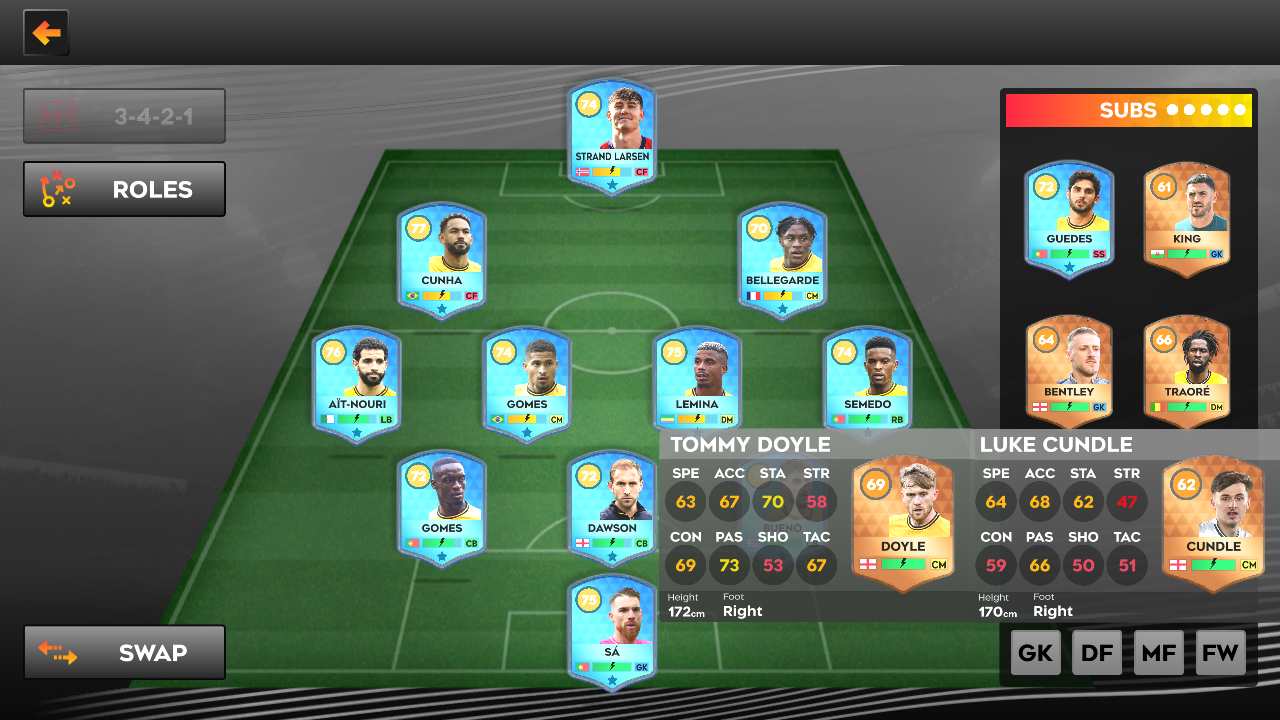 3-4-2-1
ROLES
SWAP
74
STRAND LARSEN
CF
77
CUNHA
CF
70
BELLEGARDE
CM
76
AÏT-NOURI
LB
74
GOMES
CM
75
LEMINA
DM
74
SEMEDO
RB
72
GOMES
CB
72
DAWSON
CB
BUENO
75
SÁ
GK
SUBS
72
GUEDES
SS
61
KING
GK
64
BENTLEY
GK
66
TRAORÉ
DM
TOMMY DOYLE
SPE ACC STA STR
63 67 70 58
CON PAS SHO TAC
69 73 53 67
Height Foot
172cm Right
69
DOYLE
CM
LUKE CUNDLE
SPE ACC STA STR
64 68 62 47
CON PAS SHO TAC
59 66 50 51
Height Foot
170cm Right
62
CUNDLE
CM
GK DF MF FW